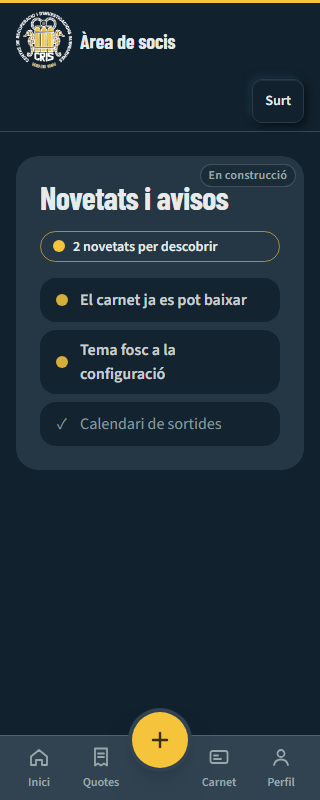 CRIS
Àrea de socis
Surt
En construcció
Novetats i avisos
2 novetats per descobrir
El carnet ja es pot baixar
Tema fosc a la
configuració
✓ Calendari de sortides
+
Inici
Quotes
Carnet
Perfil